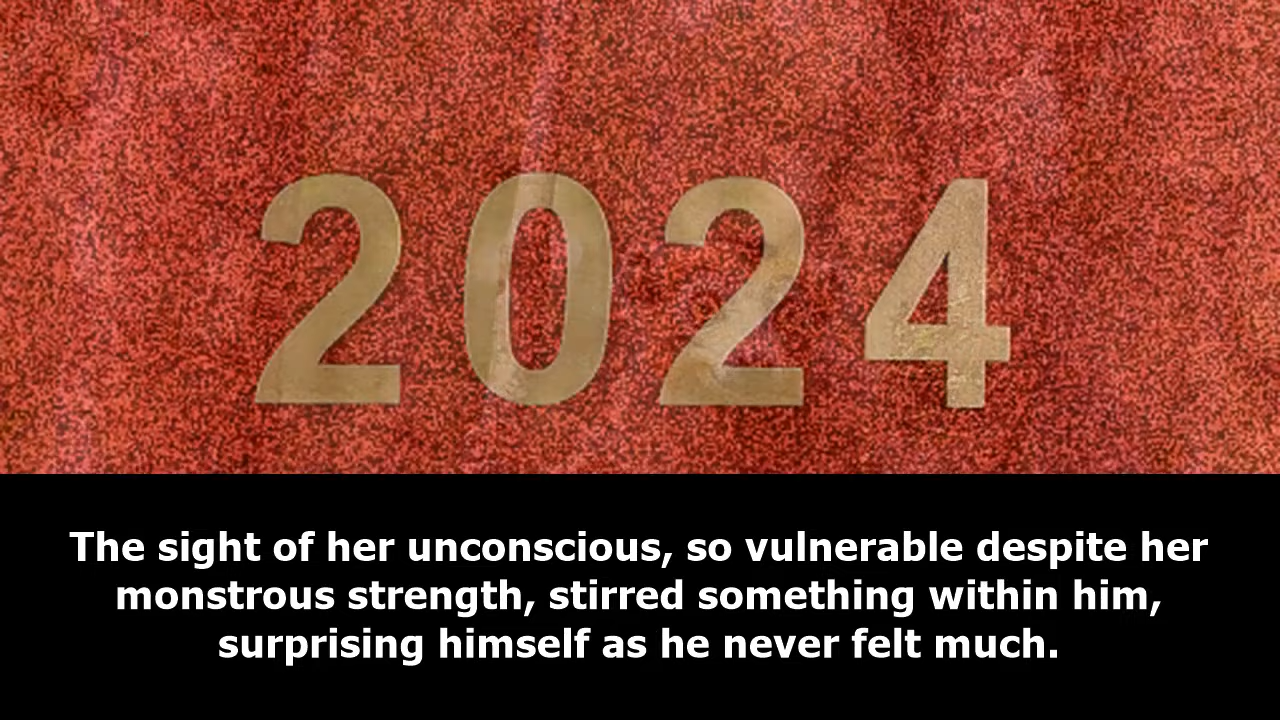 2024
The sight of her unconscious, so vulnerable despite her
monstrous strength, stirred something within him,
surprising himself as he never felt much.